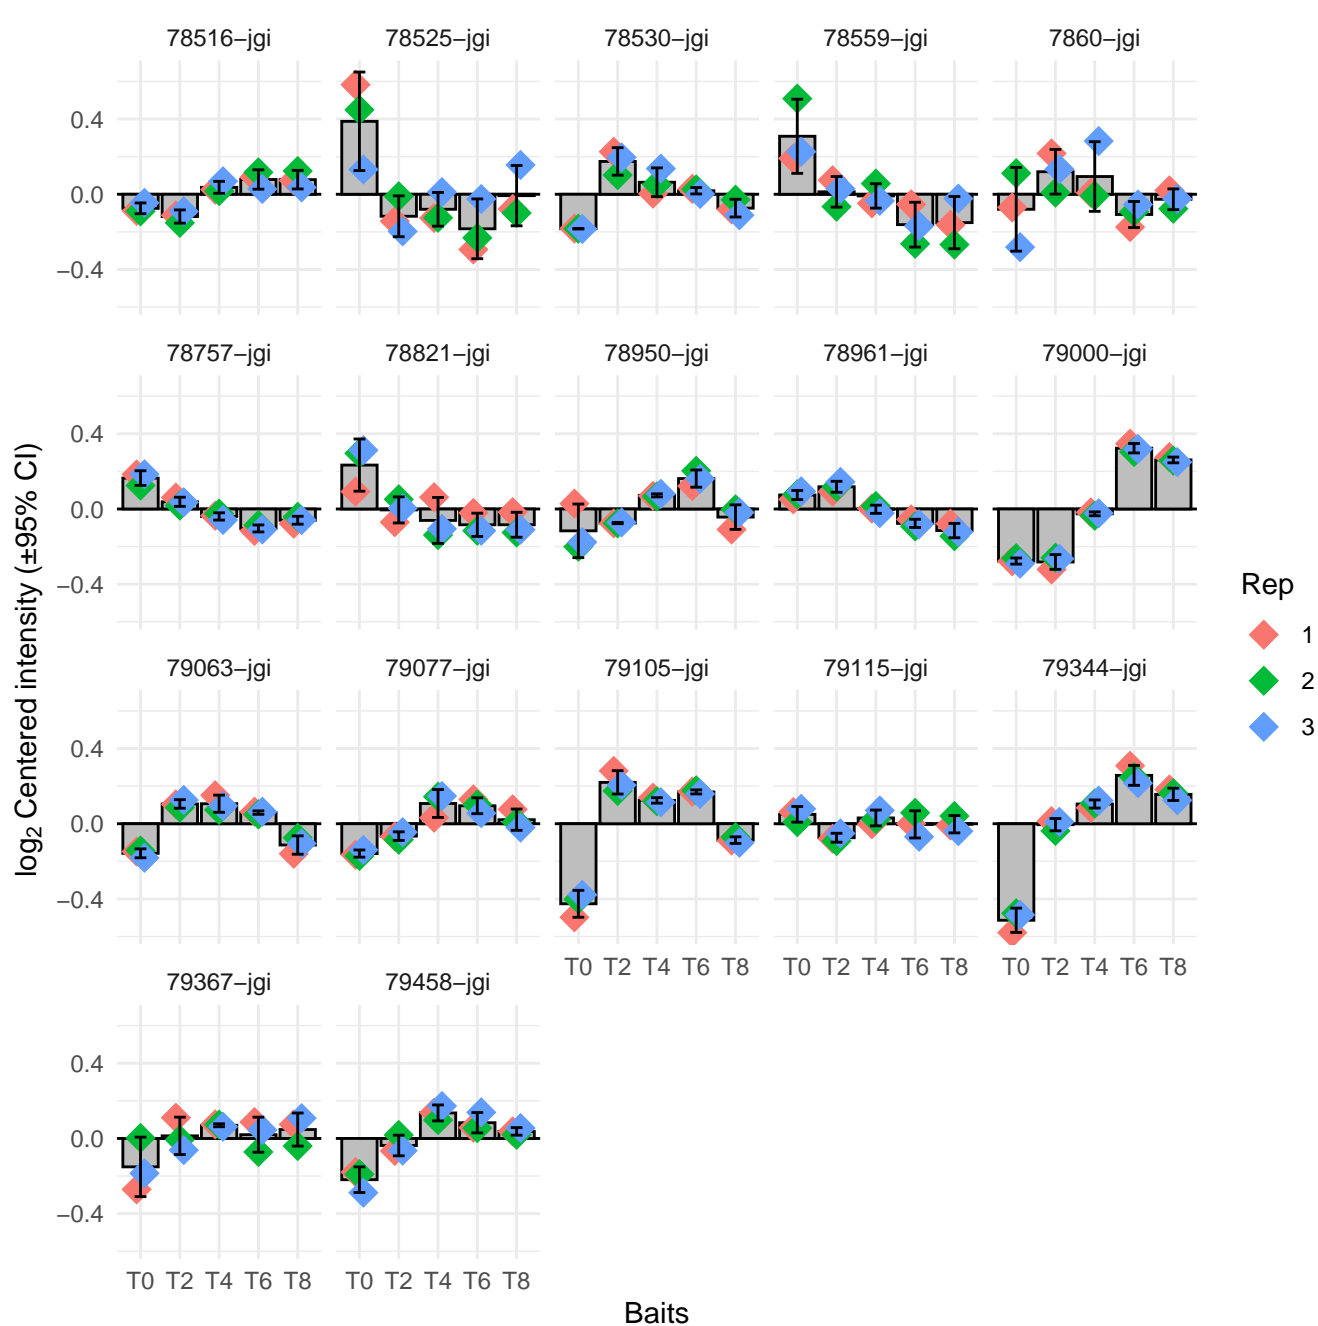 78516−jgi 78525−jgi 78530−jgi 78559−jgi 7860−jgi
0.4
0.0
−0.4
78757−jgi 78821−jgi 78950−jgi 78961−jgi 79000−jgi
0.4
0.0
−0.4
79063−jgi 79077−jgi 79105−jgi 79115−jgi 79344−jgi
0.4
0.0
−0.4
T0 T2 T4 T6 T8 T0 T2 T4 T6 T8 T0 T2 T4 T6 T8
79367−jgi 79458−jgi
0.4
0.0
−0.4
T0 T2 T4 T6 T8 T0 T2 T4 T6 T8
Baits
log₂ Centered intensity (±95% CI)
Rep
1
2
3